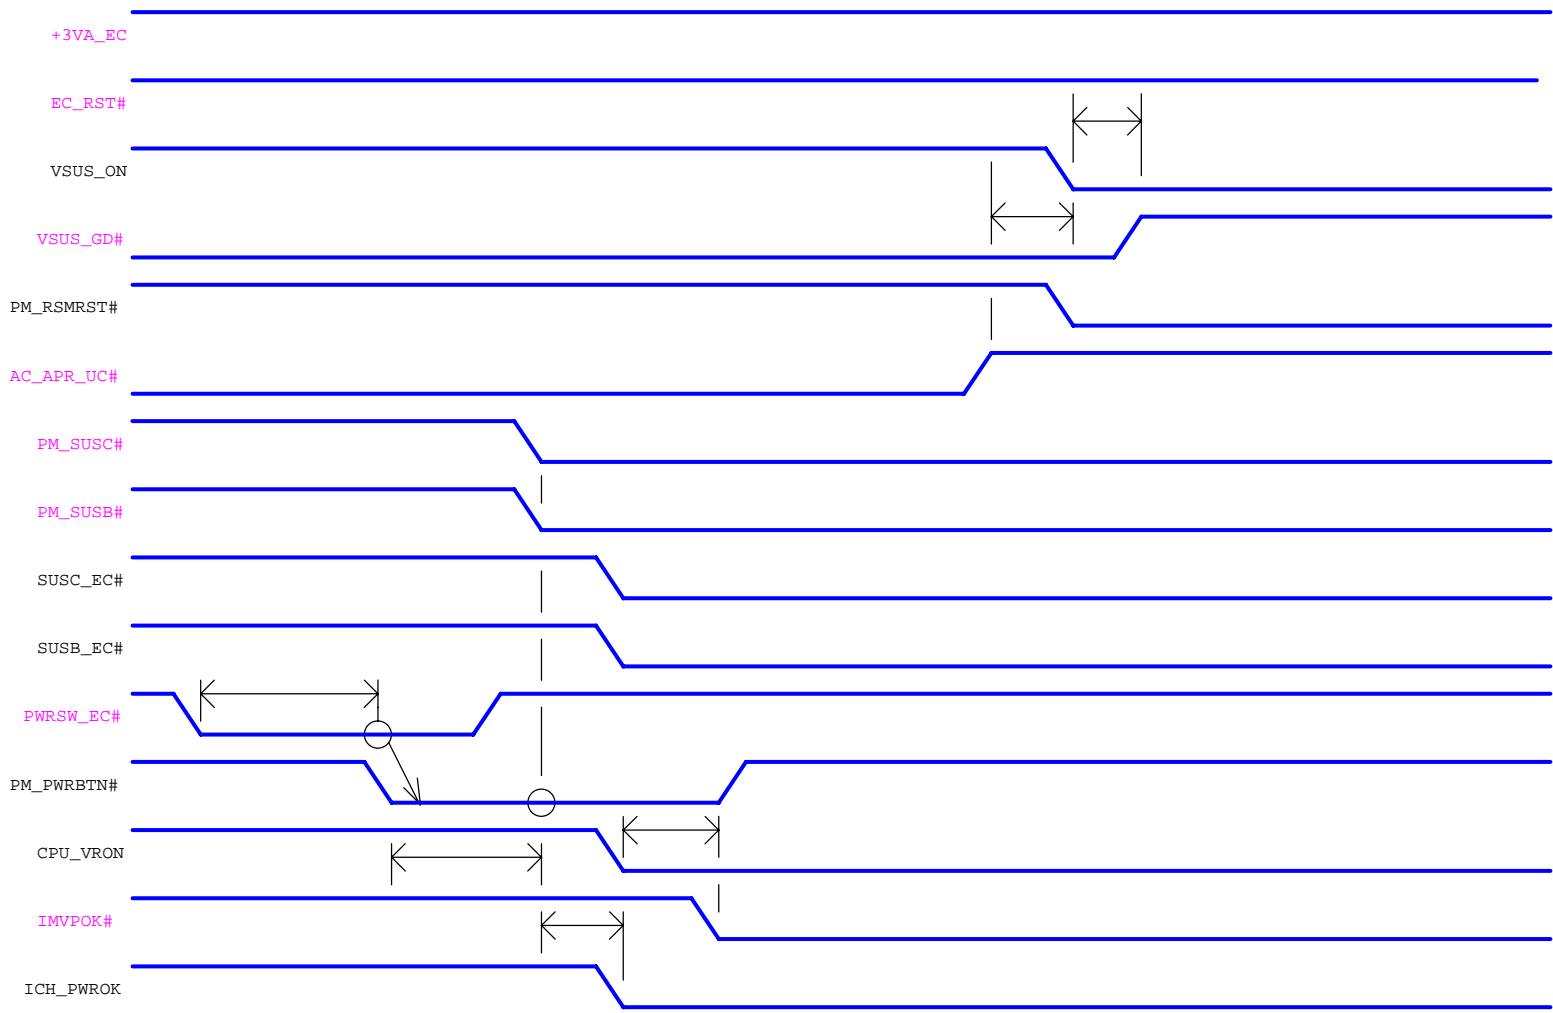 +3VA_EC
EC_RST#
VSUS_ON
VSUS_GD#
PM_RSMRST#
AC_APR_UC#
PM_SUSC#
PM_SUSB#
SUSC_EC#
SUSB_EC#
PWRSW_EC#
PM_PWRBTN#
CPU_VRON
IMVPOK#
ICH_PWROK